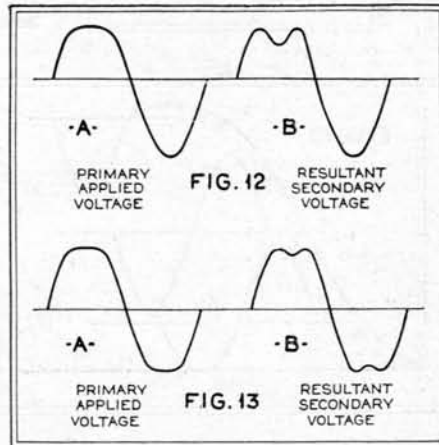 -A-
-B-
PRIMARY
APPLIED
VOLTAGE
FIG. 12
RESULTANT
SECONDARY
VOLTAGE
-A-
-B-
PRIMARY
APPLIED
VOLTAGE
FIG. 13
RESULTANT
SECONDARY
VOLTAGE